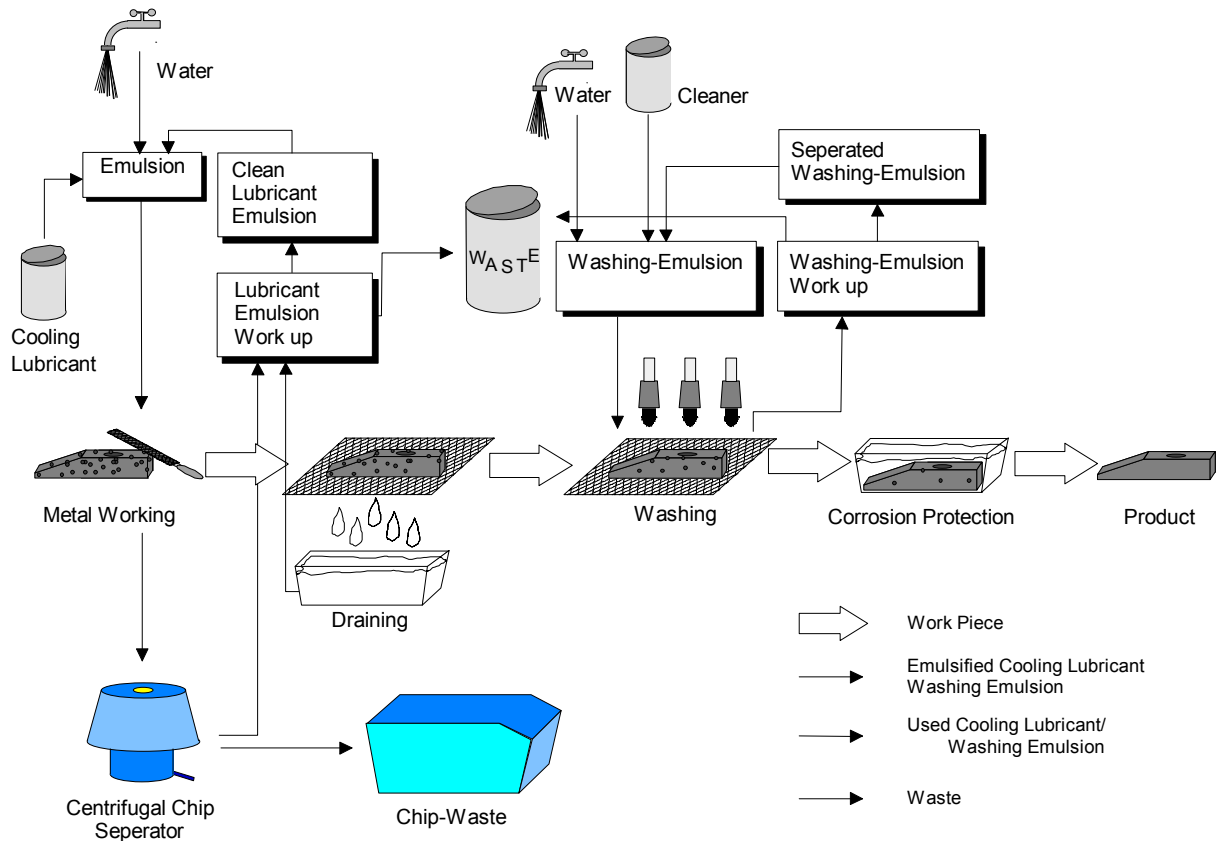 Water
Water
Cleaner
Emulsion
Clean
Lubricant
Emulsion
Seperated
Washing-Emulsion
WASTE
Washing-Emulsion
Washing-Emulsion
Work up
Lubricant
Emulsion
Work up
Cooling
Lubricant
Metal Working
Washing
Corrosion Protection
Product
Draining
Work Piece
Emulsified Cooling Lubricant
Washing Emulsion
Used Cooling Lubricant/
Washing Emulsion
Waste
Centrifugal Chip
Seperator
Chip-Waste